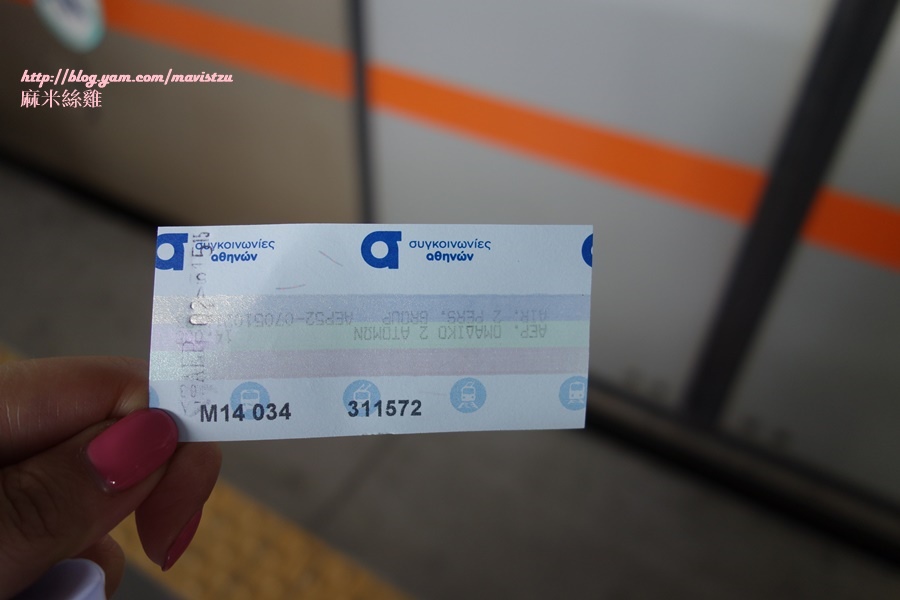 http://blog.yam.com/mavistzu
麻米絲雞
συγκοινωνίες
αθηνών
συγκοινωνίες
αθηνών
ΑΕΡ. ΟΜΑΔΙΚΟ 2 ΑΤΟΜΩΝ
AIR. 2 PERS. GROUP
M14 034 311572